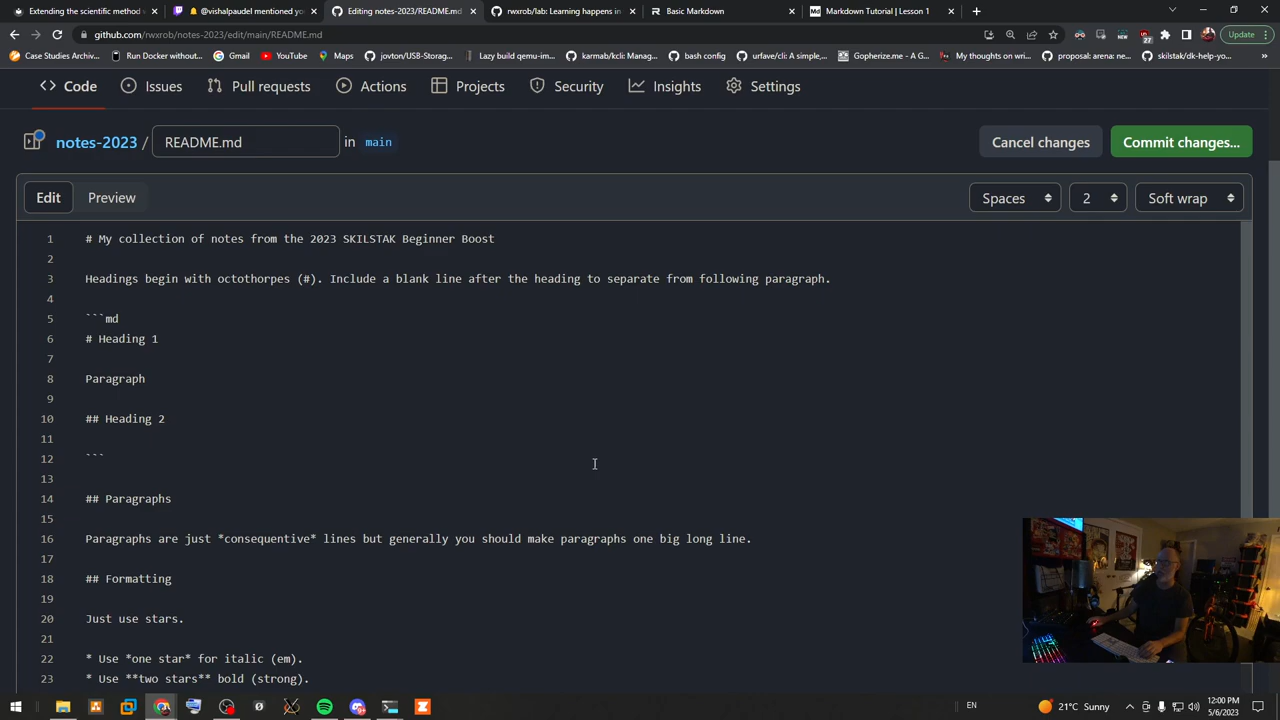 Extending the scientific method
@vishalpaudel mentioned yo
Editing notes-2023/README.md
rwxrob/lab: Learning happens in
Basic Markdown
Markdown Tutorial | Lesson 1
github.com/rwxrob/notes-2023/edit/main/README.md
27
Update
Case Studies Archiv...
Run Docker without...
Gmail
YouTube
Maps
jovton/USB-Storag...
Lazy build qemu-im...
karmab/kcli: Manag...
bash config
urfave/cli: A simple,...
Gopherize.me - A G...
My thoughts on wri...
proposal: arena: ne...
skilstak/dk-help-yo...
Code
Issues
Pull requests
Actions
Projects
Security
Insights
Settings
notes-2023 / README.md in main
Cancel changes
Commit changes...
Edit
Preview
Spaces
2
Soft wrap
1 # My collection of notes from the 2023 SKILSTAK Beginner Boost
2
3 Headings begin with octothorpes (#). Include a blank line after the heading to separate from following paragraph.
4
5 ```md
6 # Heading 1
7
8 Paragraph
9
10 ## Heading 2
11
12 ```
13
14 ## Paragraphs
15
16 Paragraphs are just *consequentive* lines but generally you should make paragraphs one big long line.
17
18 ## Formatting
19
20 Just use stars.
21
22 * Use *one star* for italic (em).
23 * Use **two stars** bold (strong).
21°C Sunny
EN
12:00 PM
5/6/2023